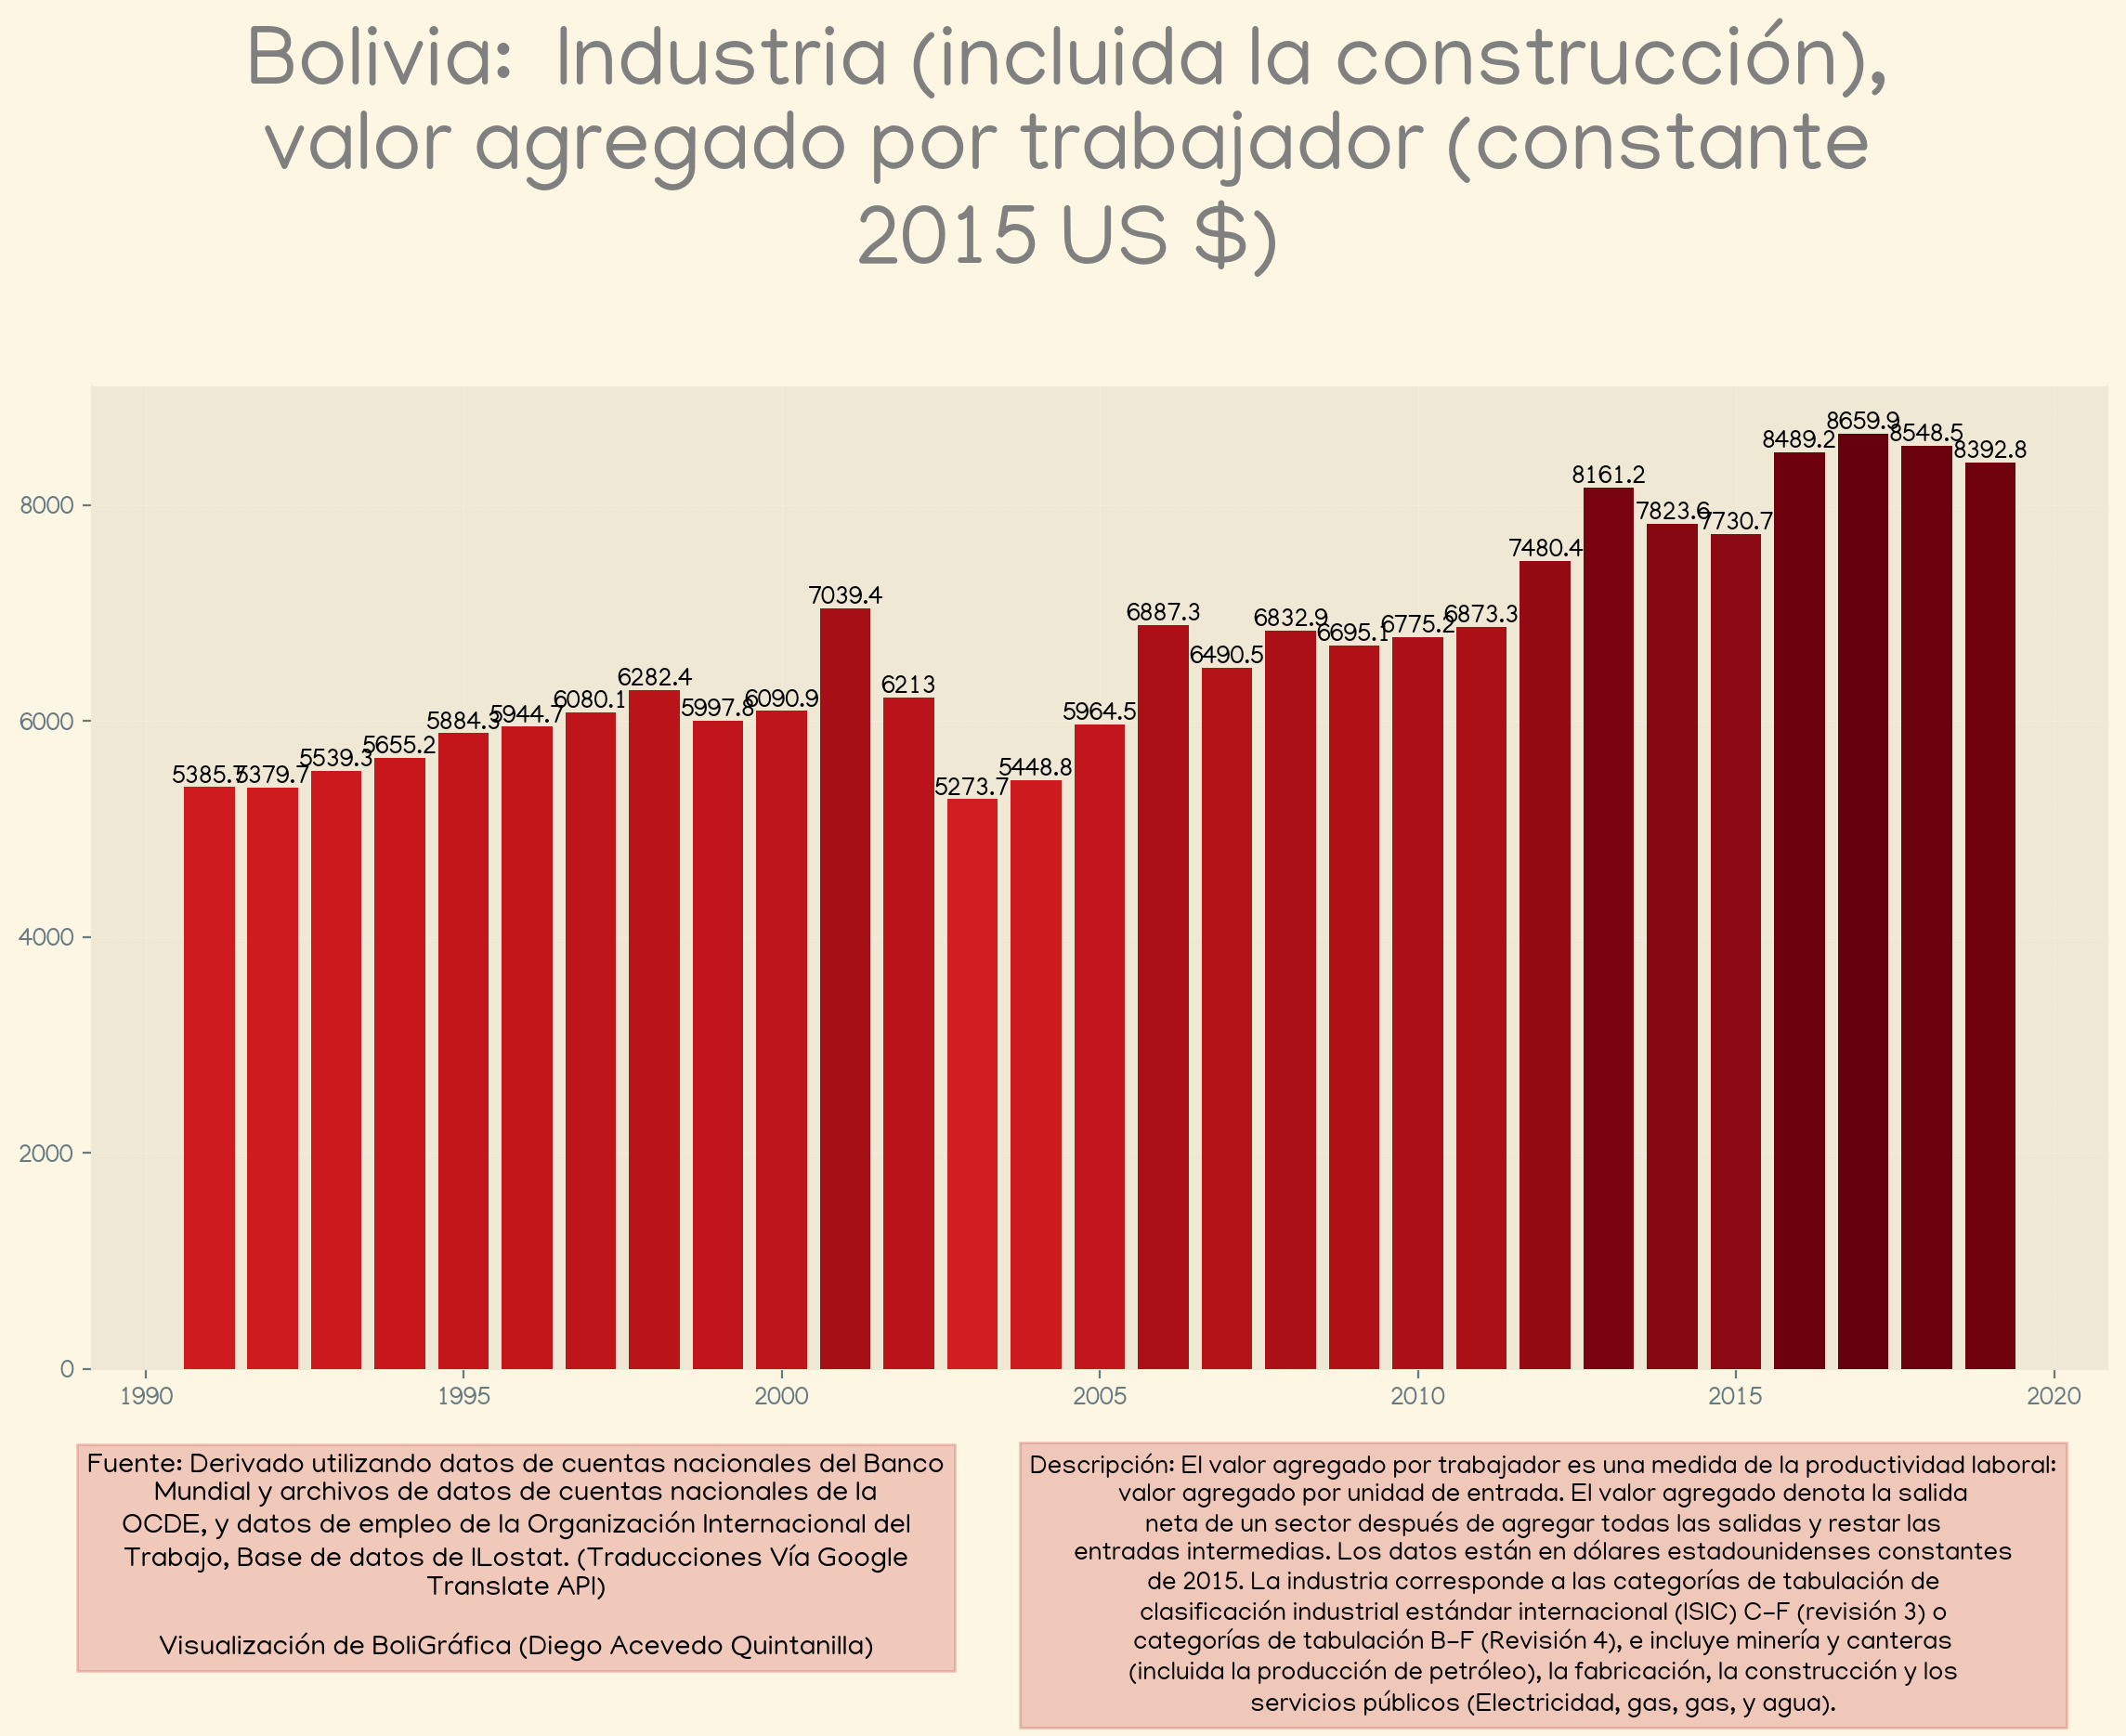 Bolivia:  Industria (incluida la construcción),
valor agregado por trabajador (constante
2015 US $)
8659.9
8548.5
8489.2
8392.8
8161.2
8000
7823.6
7730.7
7480.4
7039.4
6887.3
6832.9
6873.3
6775.2
6695.1
6490.5
6282.4
6213
6080.1
6090.9
5997.8
6000
5944.7
5884.3
5964.5
5655.2
5539.3
5448.8
5385.7
5379.7
5273.7
4000
2000
0
1990 1995 2000 2005 2010 2015 2020
Fuente: Derivado utilizando datos de cuentas nacionales del Banco
Mundial y archivos de datos de cuentas nacionales de la
OCDE, y datos de empleo de la Organización Internacional del
Trabajo, Base de datos de ILostat. (Traducciones Vía Google
Translate API)
Visualización de BoliGráfica (Diego Acevedo Quintanilla)
Descripción: El valor agregado por trabajador es una medida de la productividad laboral:
valor agregado por unidad de entrada. El valor agregado denota la salida
neta de un sector después de agregar todas las salidas y restar las
entradas intermedias. Los datos están en dólares estadounidenses constantes
de 2015. La industria corresponde a las categorías de tabulación de
clasificación industrial estándar internacional (ISIC) C-F (revisión 3) o
categorías de tabulación B-F (Revisión 4), e incluye minería y canteras
(incluida la producción de petróleo), la fabricación, la construcción y los
servicios públicos (Electricidad, gas, gas, y agua).